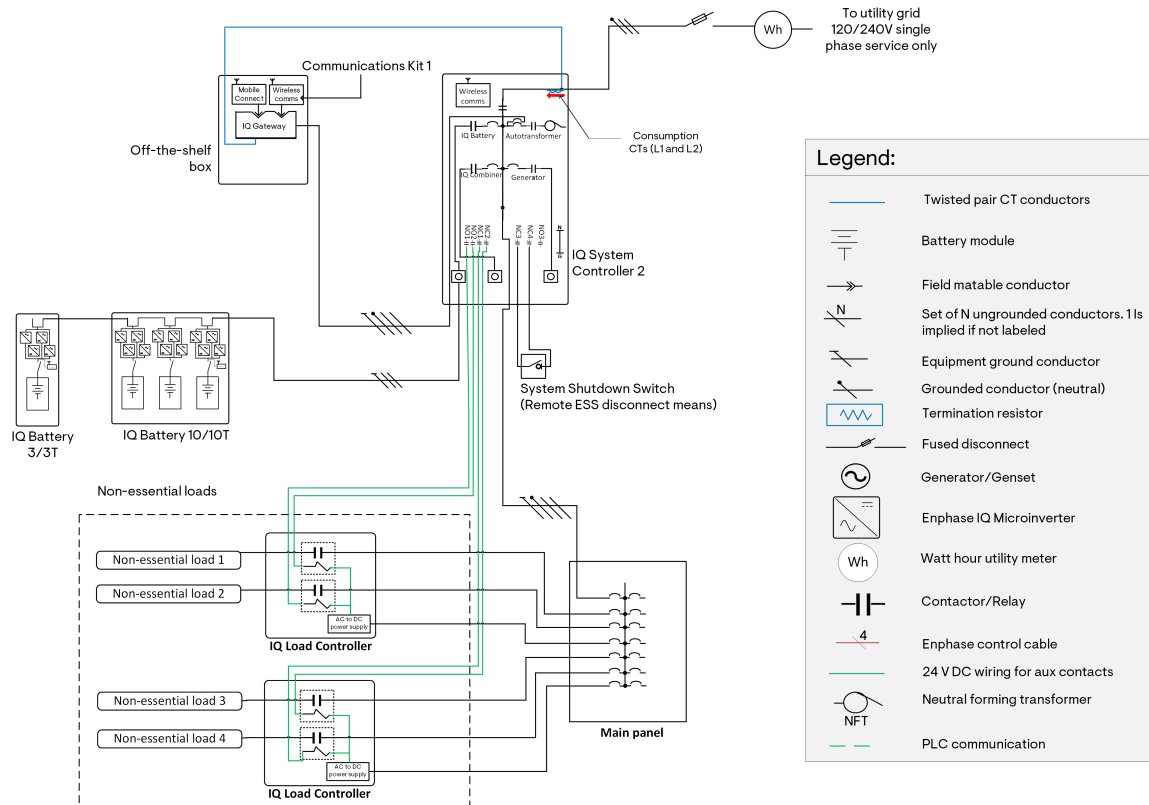 To utility grid
120/240V single
phase service only
Wh
Communications Kit 1
Mobile
Connect
Wireless
comms
IQ Gateway
Off-the-shelf
box
Wireless
comms
IQ Battery
Autotransformer
Consumption
CTs (L1 and L2)
IQ Combiner
Generator
NO1
NO2
NC1
NC2
NC3
NC4
NO3
N
IQ System
Controller 2
System Shutdown Switch
(Remote ESS disconnect means)
IQ Battery
3/3T
IQ Battery 10/10T
Non-essential loads
Non-essential load 1
Non-essential load 2
AC to DC
power supply
IQ Load Controller
Non-essential load 3
Non-essential load 4
AC to DC
power supply
IQ Load Controller
Main panel
Legend:
Twisted pair CT conductors
Battery module
Field matable conductor
N
Set of N ungrounded conductors. 1 Is
implied if not labeled
Equipment ground conductor
Grounded conductor (neutral)
Termination resistor
Fused disconnect
Generator/Genset
Enphase IQ Microinverter
Wh
Watt hour utility meter
Contactor/Relay
4
Enphase control cable
24 V DC wiring for aux contacts
Neutral forming transformer
NFT
PLC communication